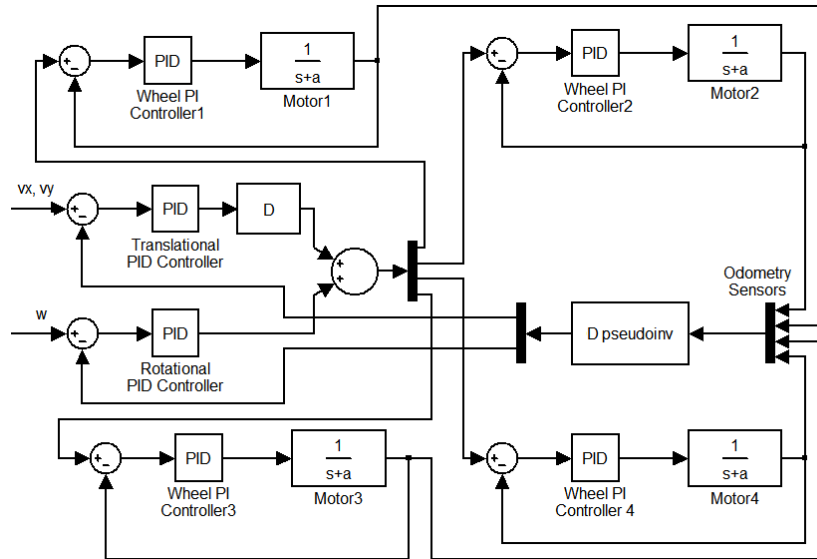 PID
1
s+a
Wheel PI
Controller1
Motor1
PID
1
s+a
Wheel PI
Controller2
Motor2
vx, vy
PID
D
Translational
PID Controller
w
PID
Rotational
PID Controller
D pseudoinv
Odometry
Sensors
PID
1
s+a
Wheel PI
Controller3
Motor3
PID
1
s+a
Wheel PI
Controller 4
Motor4